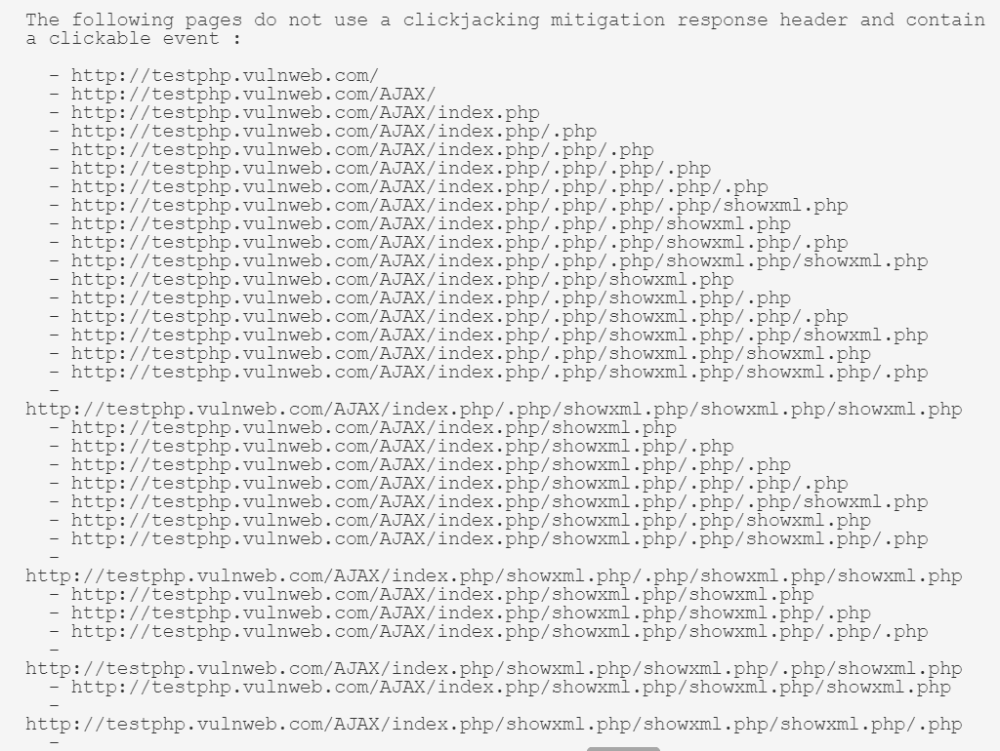 The following pages do not use a clickjacking mitigation response header and contain
a clickable event :
- http://testphp.vulnweb.com/
- http://testphp.vulnweb.com/AJAX/
- http://testphp.vulnweb.com/AJAX/index.php
- http://testphp.vulnweb.com/AJAX/index.php/.php
- http://testphp.vulnweb.com/AJAX/index.php/.php/.php
- http://testphp.vulnweb.com/AJAX/index.php/.php/.php/.php
- http://testphp.vulnweb.com/AJAX/index.php/.php/.php/.php/.php
- http://testphp.vulnweb.com/AJAX/index.php/.php/.php/.php/showxml.php
- http://testphp.vulnweb.com/AJAX/index.php/.php/.php/showxml.php
- http://testphp.vulnweb.com/AJAX/index.php/.php/.php/showxml.php/.php
- http://testphp.vulnweb.com/AJAX/index.php/.php/.php/showxml.php/showxml.php
- http://testphp.vulnweb.com/AJAX/index.php/.php/showxml.php
- http://testphp.vulnweb.com/AJAX/index.php/.php/showxml.php/.php
- http://testphp.vulnweb.com/AJAX/index.php/.php/showxml.php/.php/.php
- http://testphp.vulnweb.com/AJAX/index.php/.php/showxml.php/.php/showxml.php
- http://testphp.vulnweb.com/AJAX/index.php/.php/showxml.php/showxml.php
- http://testphp.vulnweb.com/AJAX/index.php/.php/showxml.php/showxml.php/.php
-
http://testphp.vulnweb.com/AJAX/index.php/.php/showxml.php/showxml.php/showxml.php
- http://testphp.vulnweb.com/AJAX/index.php/showxml.php
- http://testphp.vulnweb.com/AJAX/index.php/showxml.php/.php
- http://testphp.vulnweb.com/AJAX/index.php/showxml.php/.php/.php
- http://testphp.vulnweb.com/AJAX/index.php/showxml.php/.php/.php/.php
- http://testphp.vulnweb.com/AJAX/index.php/showxml.php/.php/.php/showxml.php
- http://testphp.vulnweb.com/AJAX/index.php/showxml.php/.php/showxml.php
- http://testphp.vulnweb.com/AJAX/index.php/showxml.php/.php/showxml.php/.php
-
http://testphp.vulnweb.com/AJAX/index.php/showxml.php/.php/showxml.php/showxml.php
- http://testphp.vulnweb.com/AJAX/index.php/showxml.php/showxml.php
- http://testphp.vulnweb.com/AJAX/index.php/showxml.php/showxml.php/.php
- http://testphp.vulnweb.com/AJAX/index.php/showxml.php/showxml.php/.php/.php
-
http://testphp.vulnweb.com/AJAX/index.php/showxml.php/showxml.php/.php/showxml.php
- http://testphp.vulnweb.com/AJAX/index.php/showxml.php/showxml.php/showxml.php
-
http://testphp.vulnweb.com/AJAX/index.php/showxml.php/showxml.php/showxml.php/.php
-